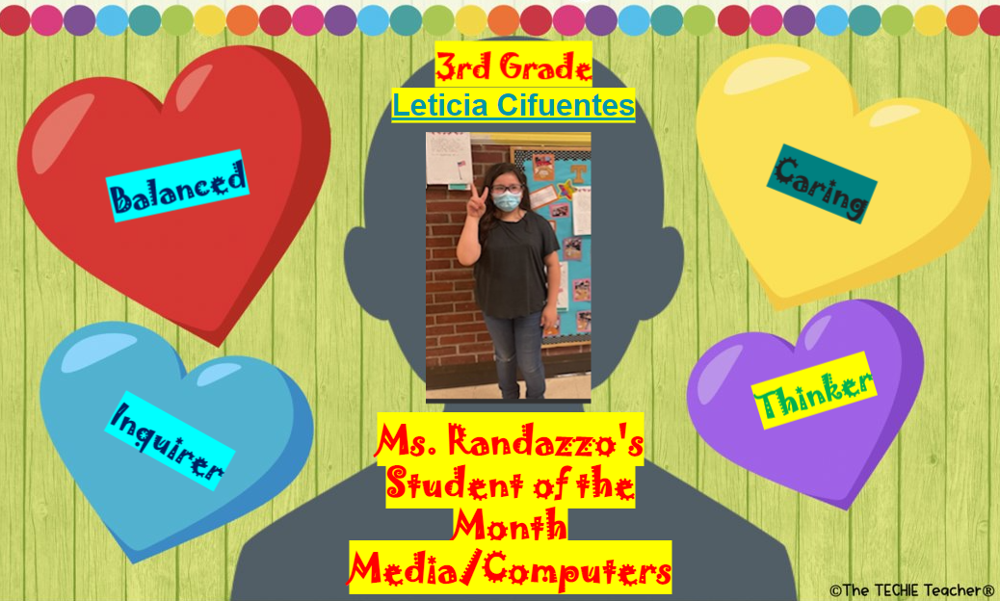 3rd Grade
Leticia Cifuentes
Balanced
Caring
Inquirer
Thinker
Ms. Randazzo's
Student of the
Month
Media/Computers
©The TECHIE Teacher®